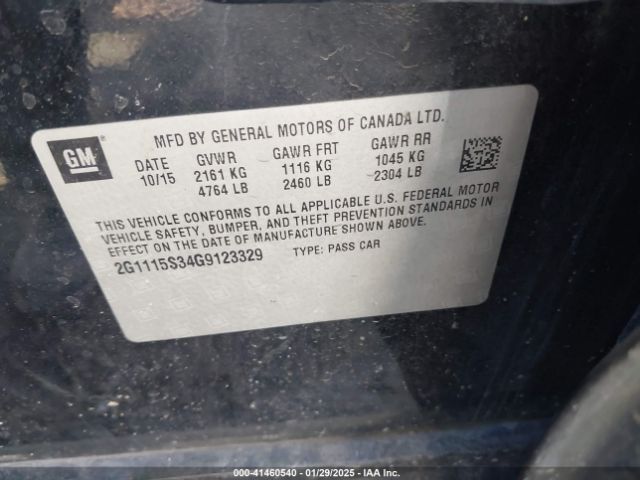 GM
MFD BY GENERAL MOTORS OF CANADA LTD.
DATE GVWR GAWR FRT GAWR RR
10/15 2161 KG 1116 KG 1045 KG
4764 LB 2460 LB 2304 LB
THIS VEHICLE CONFORMS TO ALL APPLICABLE U.S. FEDERAL MOTOR
VEHICLE SAFETY, BUMPER, AND THEFT PREVENTION STANDARDS IN
EFFECT ON THE DATE OF MANUFACTURE SHOWN ABOVE.
2G1115S34G9123329 TYPE: PASS CAR
000-41460540 - 01/29/2025 - IAA Inc.